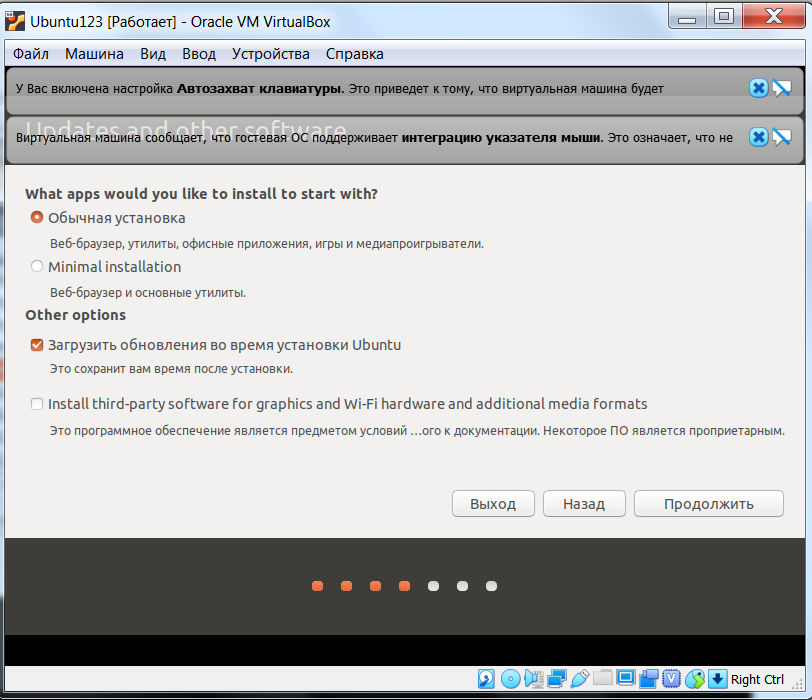 Ubuntu123 [Работает] - Oracle VM VirtualBox
Файл Машина Вид Ввод Устройства Справка
У Вас включена настройка Автозахват клавиатуры. Это приведет к тому, что виртуальная машина будет
Updates and other software
Виртуальная машина сообщает, что гостевая ОС поддерживает интеграцию указателя мыши. Это означает, что не
What apps would you like to install to start with?
Обычная установка
Веб-браузер, утилиты, офисные приложения, игры и медиапроигрыватели.
Minimal installation
Веб-браузер и основные утилиты.
Other options
Загрузить обновления во время установки Ubuntu
Это сохранит вам время после установки.
Install third-party software for graphics and Wi-Fi hardware and additional media formats
Это программное обеспечение является предметом условий …ого к документации. Некоторое ПО является проприетарным.
Выход Назад Продолжить
Right Ctrl